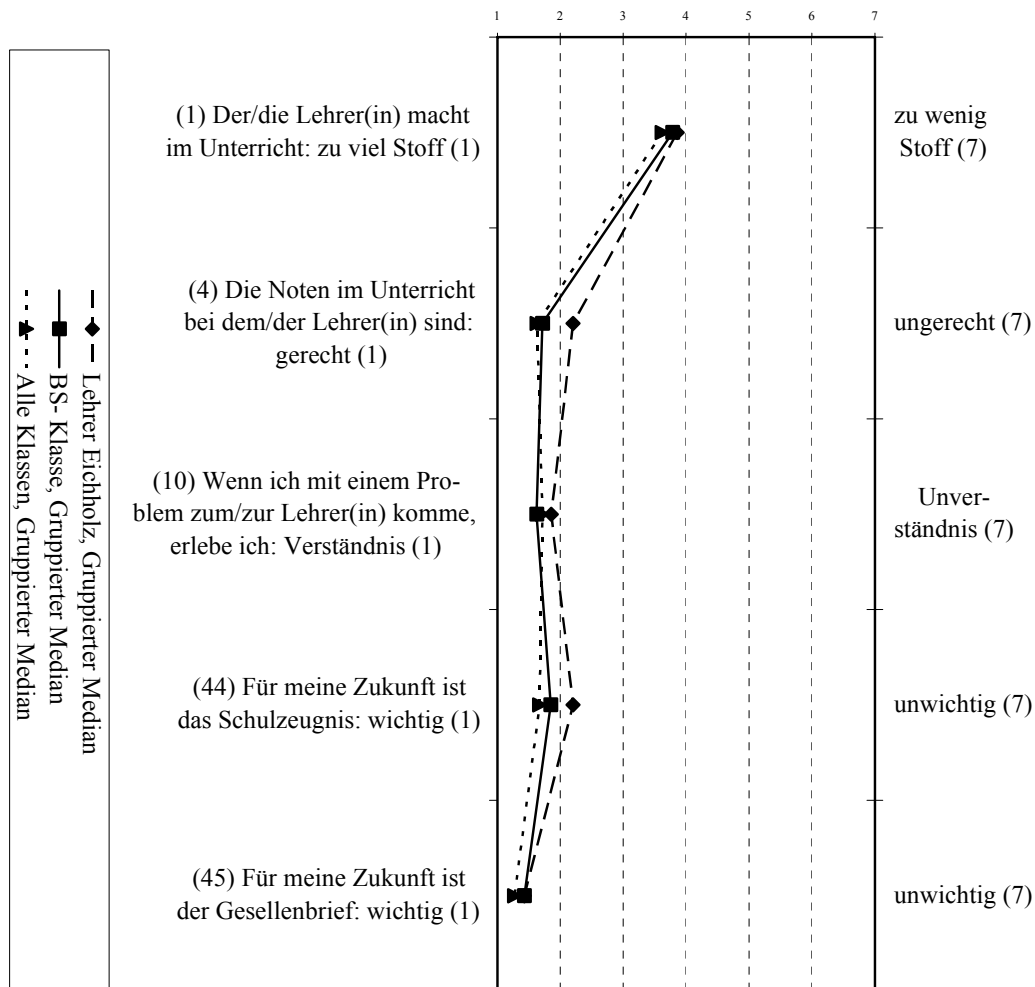 1 2 3 4 5 6 7
(1) Der/die Lehrer(in) macht
im Unterricht: zu viel Stoff (1)
zu wenig
Stoff (7)
(4) Die Noten im Unterricht
bei dem/der Lehrer(in) sind:
gerecht (1)
ungerecht (7)
(10) Wenn ich mit einem Pro-
blem zum/zur Lehrer(in) komme,
erlebe ich: Verständnis (1)
Unver-
ständnis (7)
(44) Für meine Zukunft ist
das Schulzeugnis: wichtig (1)
unwichtig (7)
(45) Für meine Zukunft ist
der Gesellenbrief: wichtig (1)
unwichtig (7)
Lehrer Eichholz, Gruppierter Median
BS- Klasse, Gruppierter Median
Alle Klassen, Gruppierter Median